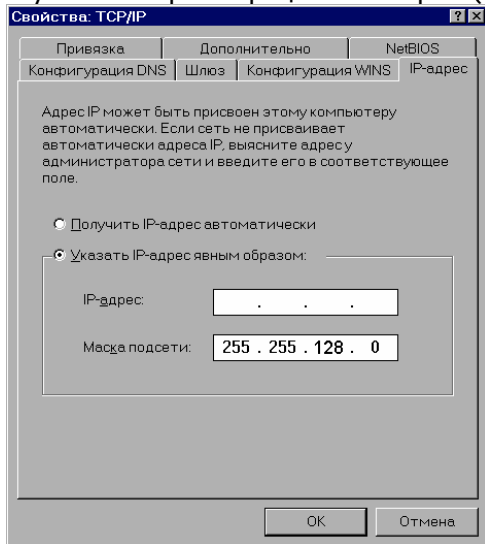 Свойства: TCP/IP
Привязка Дополнительно NetBIOS
Конфигурация DNS Шлюз Конфигурация WINS IP-адрес
Адрес IP может быть присвоен этому компьютеру
автоматически. Если сеть не присваивает
автоматически адреса IP, выясните адрес у
администратора сети и введите его в соответствующее
поле.
Получить IP-адрес автоматически
Указать IP-адрес явным образом:
IP-адрес: . . .
Маска подсети: 255 . 255 . 128 . 0
OK Отмена